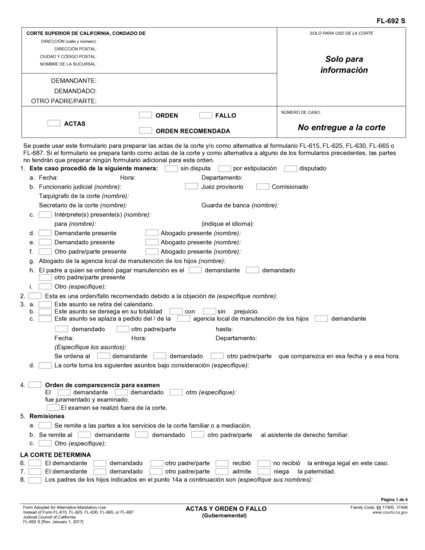 FL-692 S
CORTE SUPERIOR DE CALIFORNIA, CONDADO DE
DIRECCIÓN (calle y número):
DIRECCIÓN POSTAL:
CIUDAD Y CÓDIGO POSTAL:
NOMBRE DE LA SUCURSAL:
SOLO PARA USO DE LA CORTE
Solo para
información
DEMANDANTE:
DEMANDADO:
OTRO PADRE/PARTE:
ACTAS
ORDEN
FALLO
ORDEN RECOMENDADA
NÚMERO DE CASO:
No entregue a la corte
Se puede usar este formulario para preparar las actas de la corte y/o como alternativa al formulario FL-615, FL-625, FL-630, FL-665 o
FL-687. Si el formulario se prepara tanto como actas de la corte y como alternativa a alguno de los formularios precedentes, las partes
no tendrán que preparar ningún formulario adicional para esta orden.
1. Este caso procedió de la siguiente manera: sin disputa por estipulación disputado
a. Fecha: Hora: Departamento:
b. Funcionario judicial (nombre): Juez provisorio Comisionado
Taquígrafo de la corte (nombre):
Secretario de la corte (nombre): Guarda de banca (nombre):
c. Intérprete(s) presente(s) (nombre):
para (nombre): (indique el idioma):
d. Demandante presente Abogado presente (nombre):
e. Demandado presente Abogado presente (nombre):
f. Otro padre/parte presente Abogado presente (nombre):
g. Abogado de la agencia local de manutención de los hijos (nombre):
h. El padre a quien se ordenó pagar manutención es el demandante demandado
otro padre/parte presente
i. Otro (especifique):
2. Esta es una orden/fallo recomendado debido a la objeción de (especifique nombre):
3. a. Este asunto se retira del calendario.
b. Este asunto se deniega en su totalidad con sin prejuicio.
c. Este asunto se aplaza a pedido del / de la agencia local de manutención de los hijos demandante
demandado otro padre/parte hasta:
Fecha: Hora: Departamento:
(Especifique los asuntos):
Se ordena al demandante demandado otro padre/parte que comparezca en esa fecha y a esa hora.
d. La corte toma los siguientes asuntos bajo consideración (especifique):
4. Orden de comparecencia para examen
El demandante demandado otro (especifique):
fue juramentado y examinado.
El examen se realizó fuera de la corte.
5. Remisiones
a. Se remite a las partes a los servicios de la corte familiar o a mediación.
b. Se remite al demandante demandado otro padre/parte al asistente de derecho familiar.
c. Otro (especifique):
LA CORTE DETERMINA
6. El demandante demandado otro padre/parte recibió no recibió la entrega legal en este caso.
7. El demandante demandado otro padre/parte admite niega la paternidad.
8. Los padres de los hijos indicados en el punto 14a a continuación son (especifique sus nombres):
Página 1 de 4
Form Adopted for Alternative Mandatory Use
Instead of Form FL-615, FL-625, FL-630, FL-665, or FL-687
Judicial Council of California
FL-692 S [Rev. January 1, 2017]
ACTAS Y ORDEN O FALLO
(Gubernamental)
Family Code, §§ 17400, 17406
www.courts.ca.gov